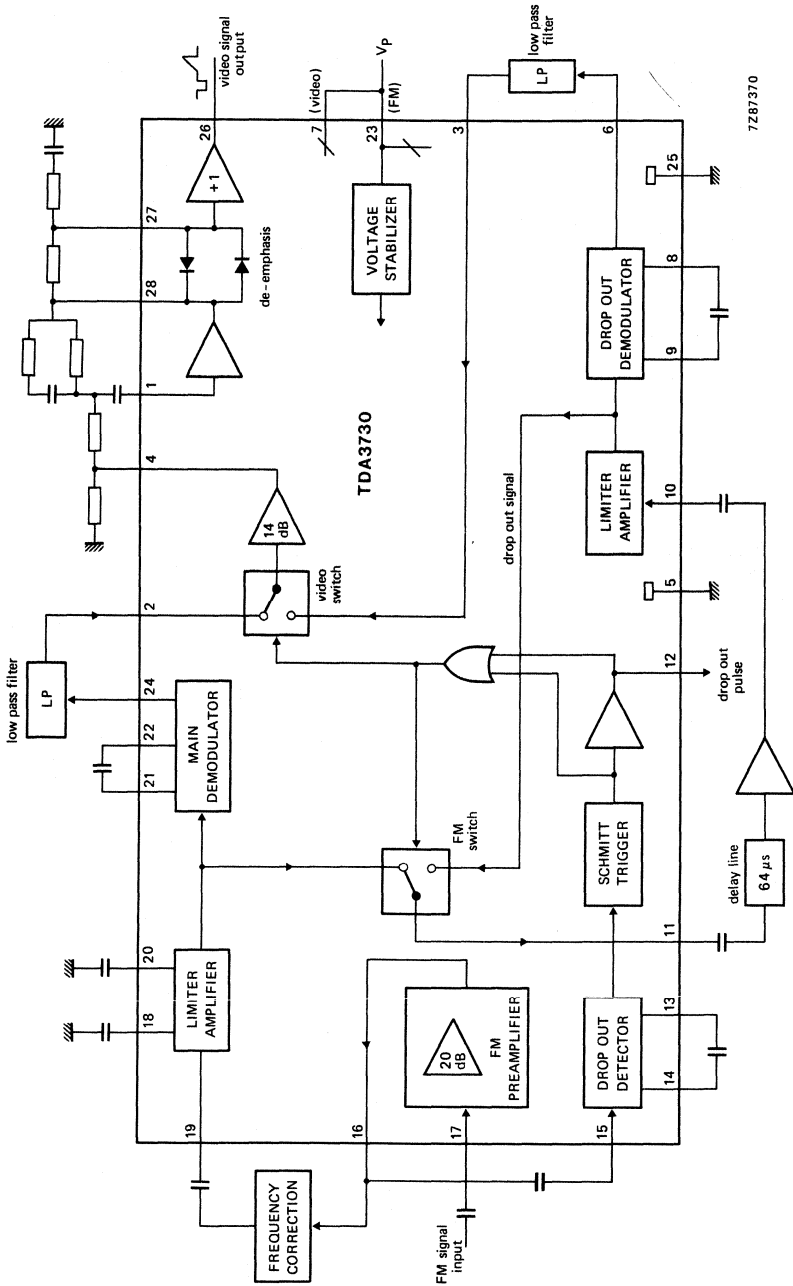 low pass filter
LP
FREQUENCY
CORRECTION
19
18
20
LIMITER
AMPLIFIER
21
22
24
MAIN
DEMODULATOR
2
4
1
28
27
26
video signal
output
+1
de-emphasis
14
dB
video
switch
7
(video)
23
(FM)
VP
VOLTAGE
STABILIZER
TDA3730
16
17
FM signal
input
20
dB
FM
PREAMPLIFIER
FM
switch
drop out signal
3
low pass
filter
LP
6
15
DROP OUT
DETECTOR
14
13
SCHMITT
TRIGGER
11
12
drop out
pulse
5
LIMITER
AMPLIFIER
10
DROP OUT
DEMODULATOR
9
8
25
delay line
64 µs
7Z87370